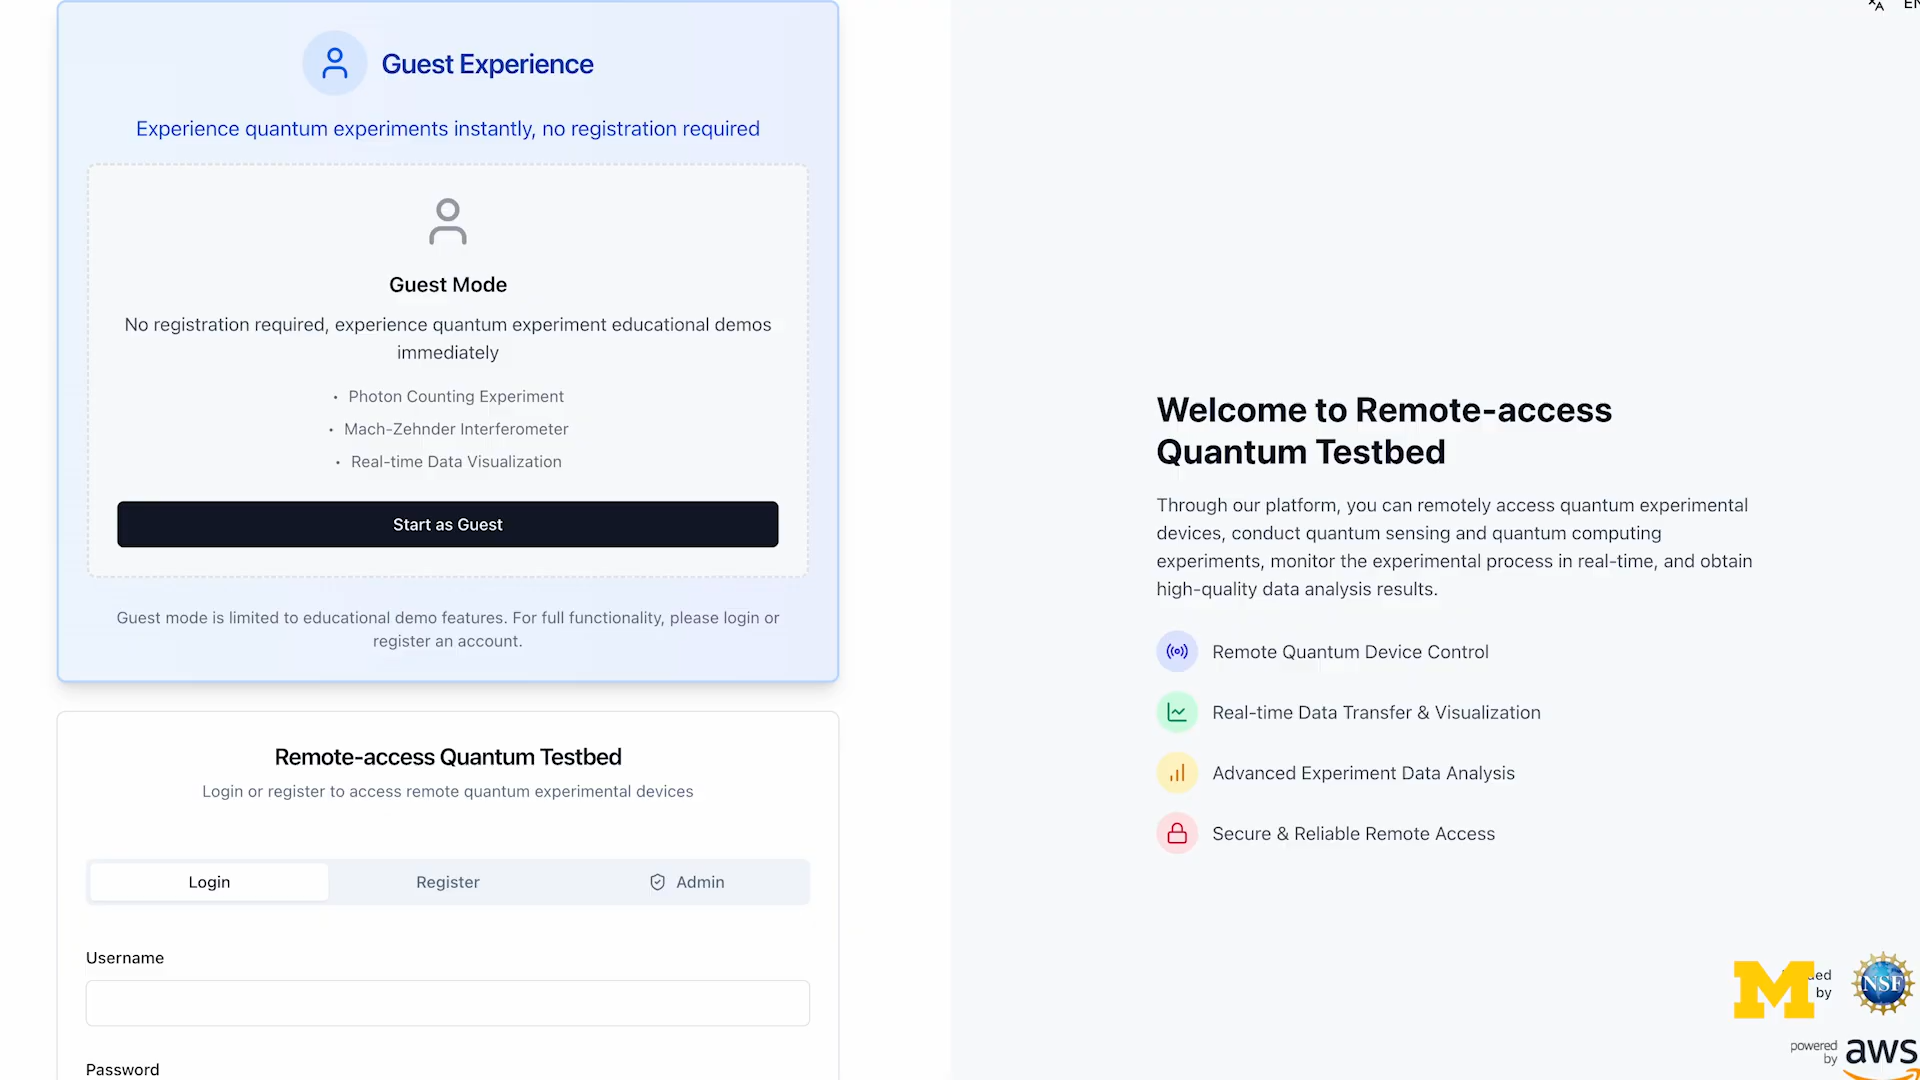 Guest Experience
Experience quantum experiments instantly, no registration required
Guest Mode
No registration required, experience quantum experiment educational demos
immediately
• Photon Counting Experiment
• Mach-Zehnder Interferometer
• Real-time Data Visualization
Start as Guest
Guest mode is limited to educational demo features. For full functionality, please login or
register an account.
Remote-access Quantum Testbed
Login or register to access remote quantum experimental devices
Login
Register
Admin
Username
Password
Welcome to Remote-access
Quantum Testbed
Through our platform, you can remotely access quantum experimental
devices, conduct quantum sensing and quantum computing
experiments, monitor the experimental process in real-time, and obtain
high-quality data analysis results.
Remote Quantum Device Control
Real-time Data Transfer & Visualization
Advanced Experiment Data Analysis
Secure & Reliable Remote Access
M
by
NSF
powered
by
aws